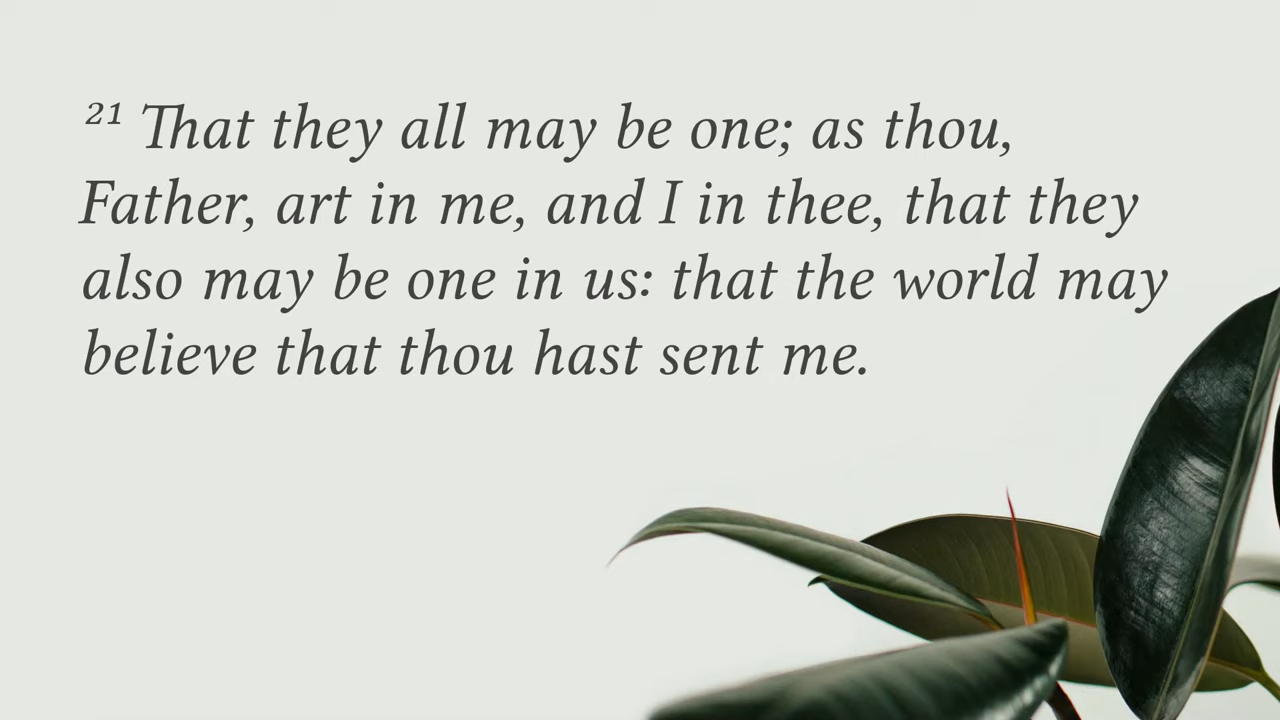 ²¹ That they all may be one; as thou,
Father, art in me, and I in thee, that they
also may be one in us: that the world may
believe that thou hast sent me.